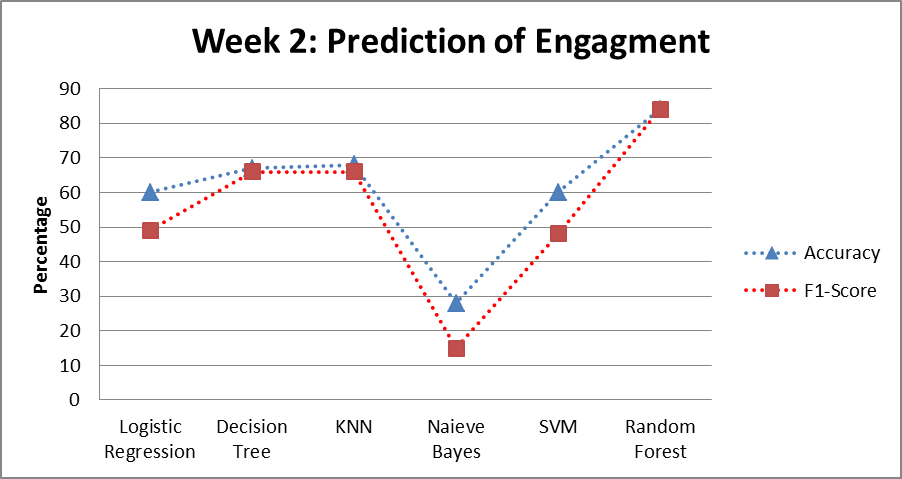 Week 2: Prediction of Engagment
90
80
70
60
50
40
30
20
10
0
Percentage
Logistic
Regression
Decision
Tree
KNN
Naieve
Bayes
SVM
Random
Forest
Accuracy
F1-Score